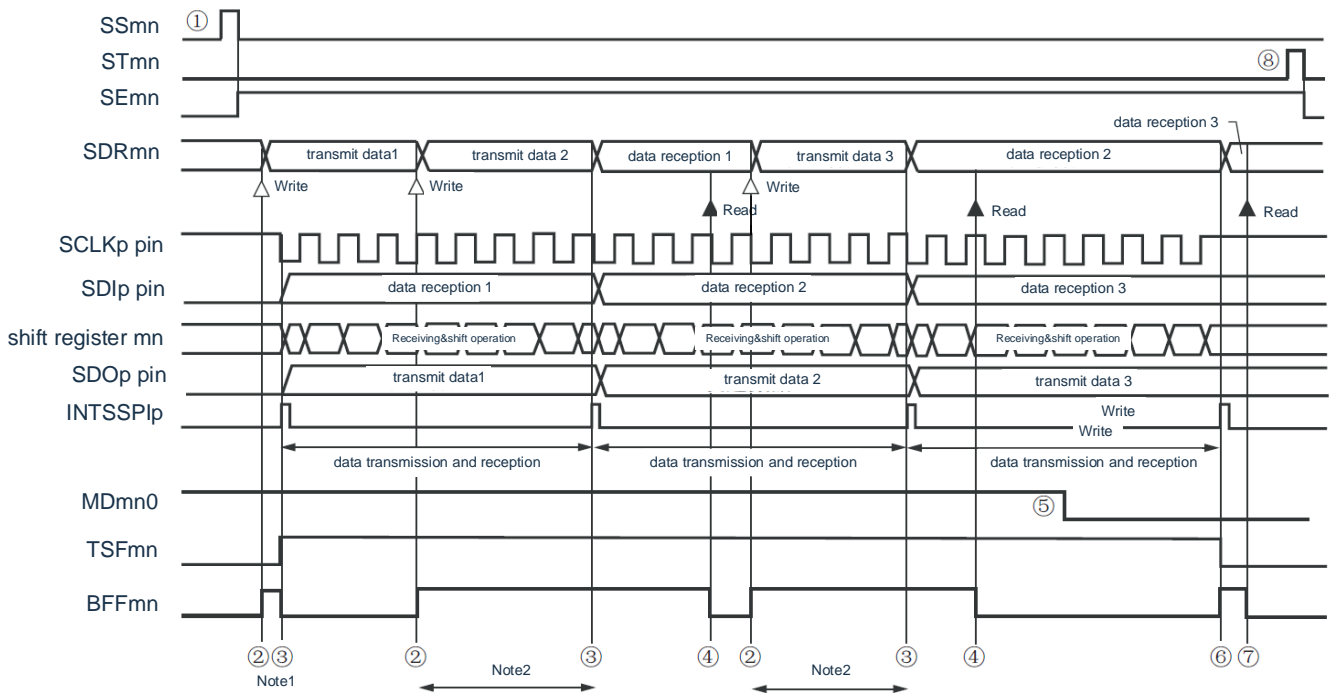 SSmn
①
STmn
⑧
SEmn
data reception 3
SDRmn
transmit data1
transmit data 2
data reception 1
transmit data 3
data reception 2
Write
Write
Write
Read
Read
Read
SCLKp pin
SDIp pin
data reception 1
data reception 2
data reception 3
shift register mn
Receiving&shift operation
Receiving&shift operation
Receiving&shift operation
SDOp pin
transmit data1
transmit data 2
transmit data 3
INTSSPIp
Write
Write
data transmission and reception
data transmission and reception
data transmission and reception
MDmn0
⑤
TSFmn
BFFmn
②
③
②
③
④
②
③
④
⑥
⑦
Note1
Note2
Note2